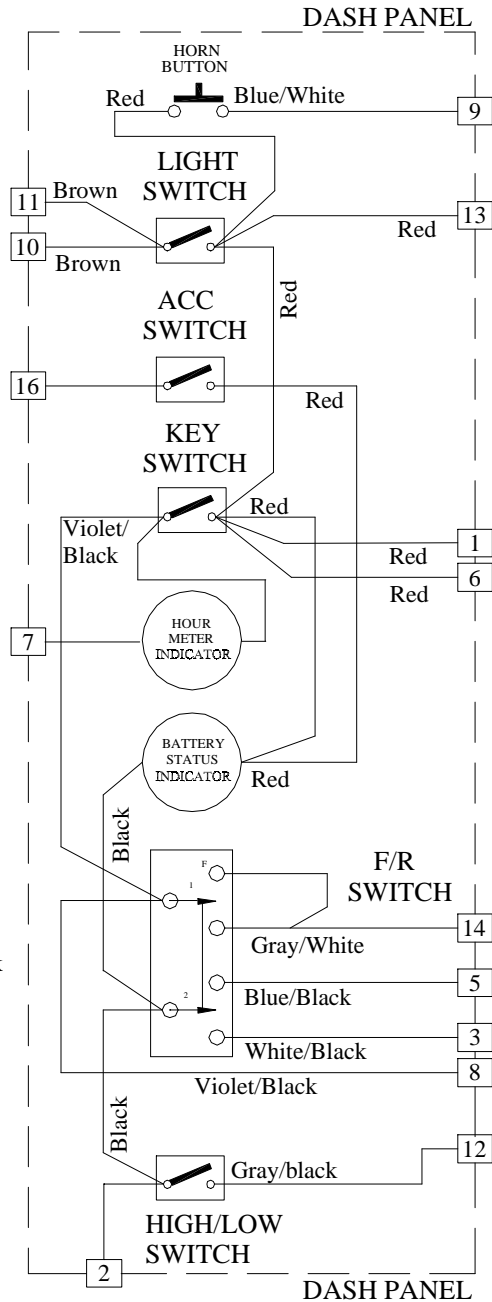 DASH PANEL
HORN
BUTTON
Red
Blue/White
9
LIGHT
SWITCH
11
Brown
13
Red
10
Brown
Red
ACC
SWITCH
16
Red
KEY
SWITCH
Red
Violet/
Black
1
Red
6
Red
7
HOUR
METER
INDICATOR
BATTERY
STATUS
INDICATOR
Red
Black
F
1
F/R
SWITCH
14
Gray/White
5
Blue/Black
2
3
White/Black
8
Violet/Black
Black
12
Gray/black
HIGH/LOW
SWITCH
2
DASH PANEL